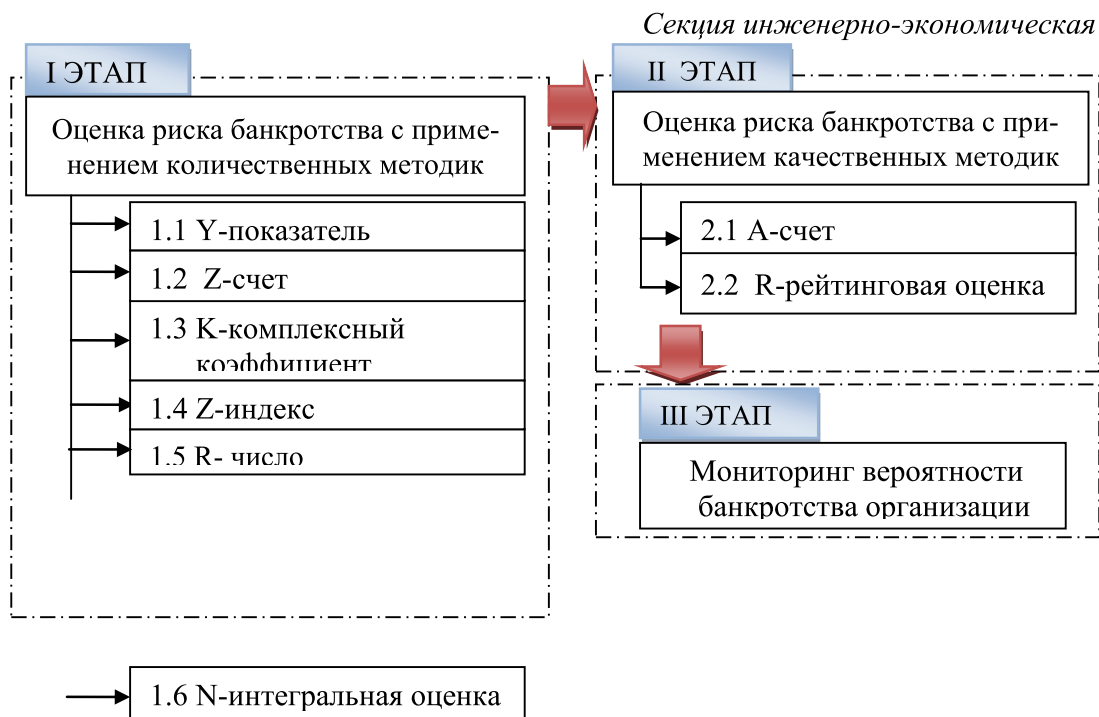 Секция инженерно-экономическая
I ЭТАП
Оценка риска банкротства с приме-
нением количественных методик
1.1 Y-показатель
1.2 Z-счет
1.3 K-комплексный
коэффициент
1.4 Z-индекс
1.5 R- число
1.6 N-интегральная оценка
II ЭТАП
Оценка риска банкротства с при-
менением качественных методик
2.1 А-счет
2.2 R-рейтинговая оценка
III ЭТАП
Мониторинг вероятности
банкротства организации